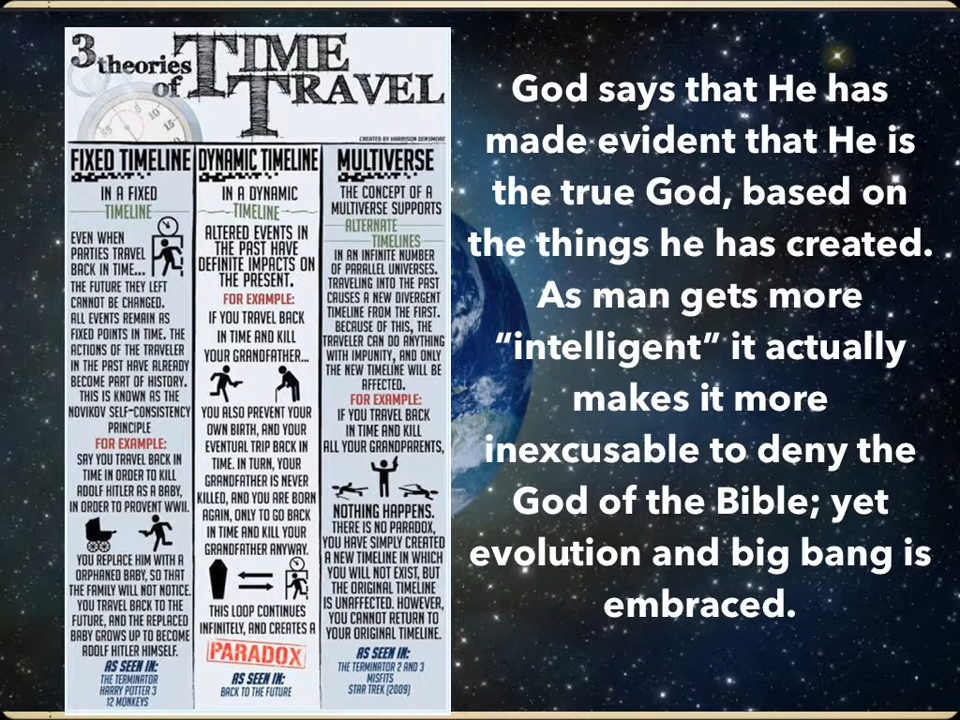 3 theories
of TIME
TRAVEL
CREATED BY HARRISON DENSMORE
FIXED TIMELINE
IN A FIXED
TIMELINE
EVEN WHEN
PARTIES TRAVEL
BACK IN TIME...
THE FUTURE THEY LEFT
CANNOT BE CHANGED.
ALL EVENTS REMAIN AS
FIXED POINTS IN TIME. THE
ACTIONS OF THE TRAVELER
IN THE PAST HAVE ALREADY
BECOME PART OF HISTORY.
THIS IS KNOWN AS THE
NOVIKOV SELF-CONSISTENCY
PRINCIPLE
FOR EXAMPLE:
SAY YOU TRAVEL BACK IN
TIME IN ORDER TO KILL
ADOLF HITLER AS A BABY,
IN ORDER TO PROVENT WWII.
YOU REPLACE HIM WITH A
ORPHANED BABY, SO THAT
THE FAMILY WILL NOT NOTICE.
YOU TRAVEL BACK TO THE
FUTURE, AND THE REPLACED
BABY GROWS UP TO BECOME
ADOLF HITLER HIMSELF.
AS SEEN IN:
THE TERMINATOR
HARRY POTTER 3
12 MONKEYS
DYNAMIC TIMELINE
IN A DYNAMIC
TIMELINE
ALTERED EVENTS IN
THE PAST HAVE
DEFINITE IMPACTS ON
THE PRESENT.
FOR EXAMPLE:
IF YOU TRAVEL BACK
IN TIME AND KILL
YOUR GRANDFATHER...
YOU ALSO PREVENT YOUR
OWN BIRTH, AND YOUR
EVENTUAL TRIP BACK IN
TIME. IN TURN, YOUR
GRANDFATHER IS NEVER
KILLED, AND YOU ARE BORN
AGAIN, ONLY TO GO BACK
IN TIME AND KILL YOUR
GRANDFATHER ANYWAY.
THIS LOOP CONTINUES
INFINITELY, AND CREATES A
PARADOX
AS SEEN IN:
BACK TO THE FUTURE
MULTIVERSE
THE CONCEPT OF A
MULTIVERSE SUPPORTS
ALTERNATE
TIMELINES
IN AN INFINITE NUMBER
OF PARALLEL UNIVERSES.
TRAVELING INTO THE PAST
CAUSES A NEW DIVERGENT
TIMELINE FROM THE FIRST.
BECAUSE OF THIS, THE
TRAVELER CAN DO ANYTHING
WITH IMPUNITY, AND ONLY
THE NEW TIMELINE WILL BE
AFFECTED.
FOR EXAMPLE:
IF YOU TRAVEL BACK
IN TIME AND KILL
ALL YOUR GRANDPARENTS,
NOTHING HAPPENS.
THERE IS NO PARADOX,
YOU HAVE SIMPLY CREATED
A NEW TIMELINE IN WHICH
YOU WILL NOT EXIST, BUT
THE ORIGINAL TIMELINE
IS UNAFFECTED. HOWEVER,
YOU CANNOT RETURN TO
YOUR ORIGINAL TIMELINE.
AS SEEN IN:
THE TERMINATOR 2 AND 3
MISFITS
STAR TREK (2009)
God says that He has
made evident that He is
the true God, based on
the things he has created.
As man gets more
“intelligent” it actually
makes it more
inexcusable to deny the
God of the Bible; yet
evolution and big bang is
embraced.